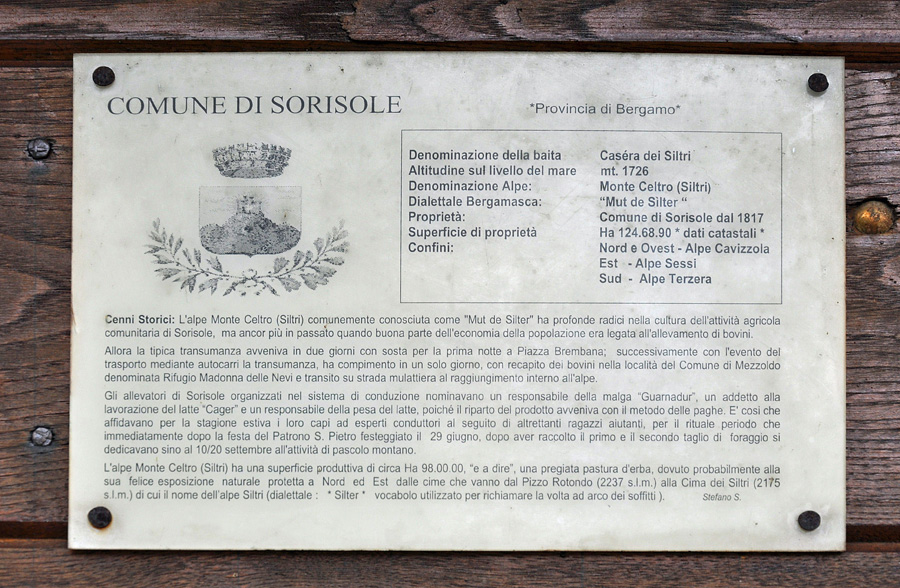 COMUNE DI SORISOLE
*Provincia di Bergamo*
Denominazione della baita Caséra dei Siltri
Altitudine sul livello del mare mt. 1726
Denominazione Alpe: Monte Celtro (Siltri)
Dialettale Bergamasca: “Mut de Silter “
Proprietà: Comune di Sorisole dal 1817
Superficie di proprietà Ha 124.68.90 * dati catastali *
Confini: Nord e Ovest - Alpe Cavizzola
Est - Alpe Sessi
Sud - Alpe Terzera
Cenni Storici: L'alpe Monte Celtro (Siltri) comunemente conosciuta come "Mut de Silter" ha profonde radici nella cultura dell'attività agricola
comunitaria di Sorisole, ma ancor più in passato quando buona parte dell'economia della popolazione era legata all'allevamento di bovini.
Allora la tipica transumanza avveniva in due giorni con sosta per la prima notte a Piazza Brembana; successivamente con l'evento del
trasporto mediante autocarri la transumanza, ha compimento in un solo giorno, con recapito dei bovini nella località del Comune di Mezzoldo
denominata Rifugio Madonna delle Nevi e transito su strada mulattiera al raggiungimento interno all'alpe.
Gli allevatori di Sorisole organizzati nel sistema di conduzione nominavano un responsabile della malga “Guarnadur”, un addetto alla
lavorazione del latte “Cager” e un responsabile della pesa del latte, poiché il riparto del prodotto avveniva con il metodo delle paghe. E' cosi che
affidavano per la stagione estiva i loro capi ad esperti conduttori al seguito di altrettanti ragazzi aiutanti, per il rituale periodo che
immediatamente dopo la festa del Patrono S. Pietro festeggiato il 29 giugno, dopo aver raccolto il primo e il secondo taglio di foraggio si
dedicavano sino al 10/20 settembre all'attività di pascolo montano.
L'alpe Monte Celtro (Siltri) ha una superficie produttiva di circa Ha 98.00.00, “e a dire”, una pregiata pastura d'erba, dovuto probabilmente alla
sua felice esposizione naturale protetta a Nord ed Est dalle cime che vanno dal Pizzo Rotondo (2237 s.l.m.) alla Cima dei Siltri (2175
s.l.m.) di cui il nome dell'alpe Siltri (dialettale : * Silter * vocabolo utilizzato per richiamare la volta ad arco dei soffitti ). Stefano S.